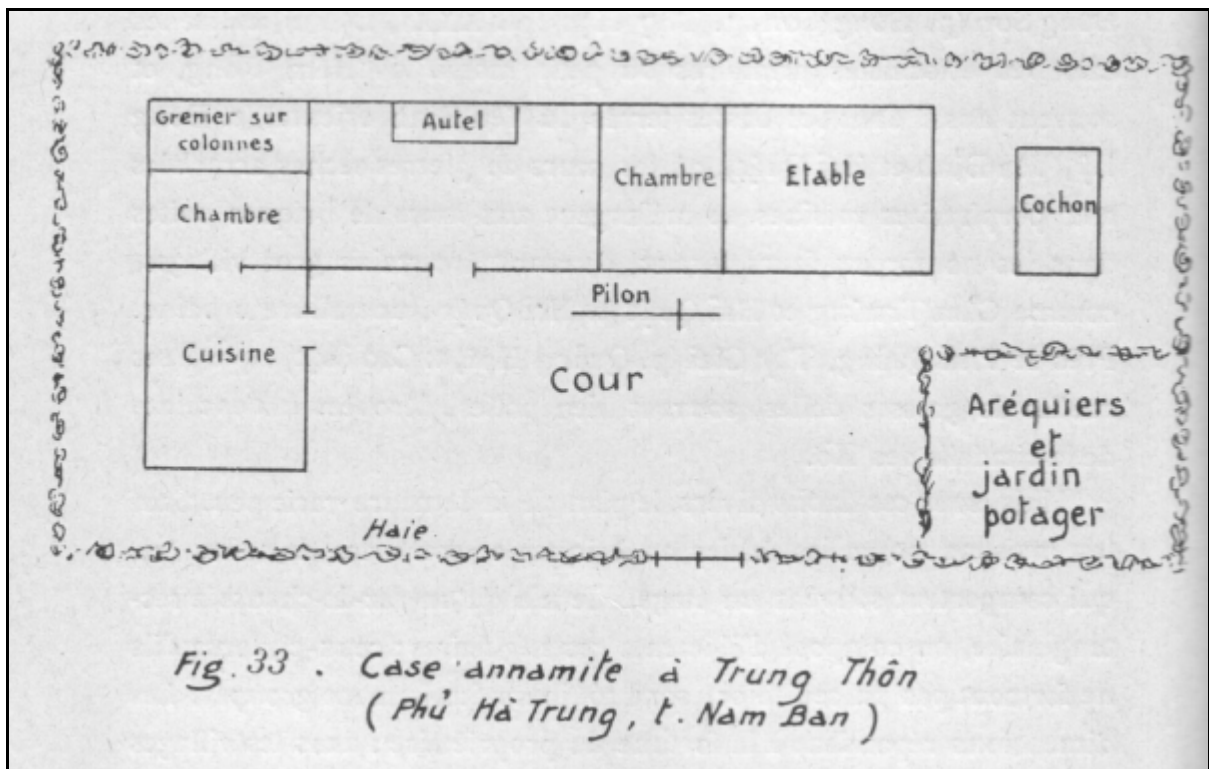 Grenier sur
colonnes
Autel
Chambre
Chambre
Etable
Cochon
Pilon
Cuisine
Cour
Aréquiers
et
jardin
potager
Haie.
Fig. 33. Case annamite à Trung Thôn
(Phủ Hà Trung, t. Nam Ban)